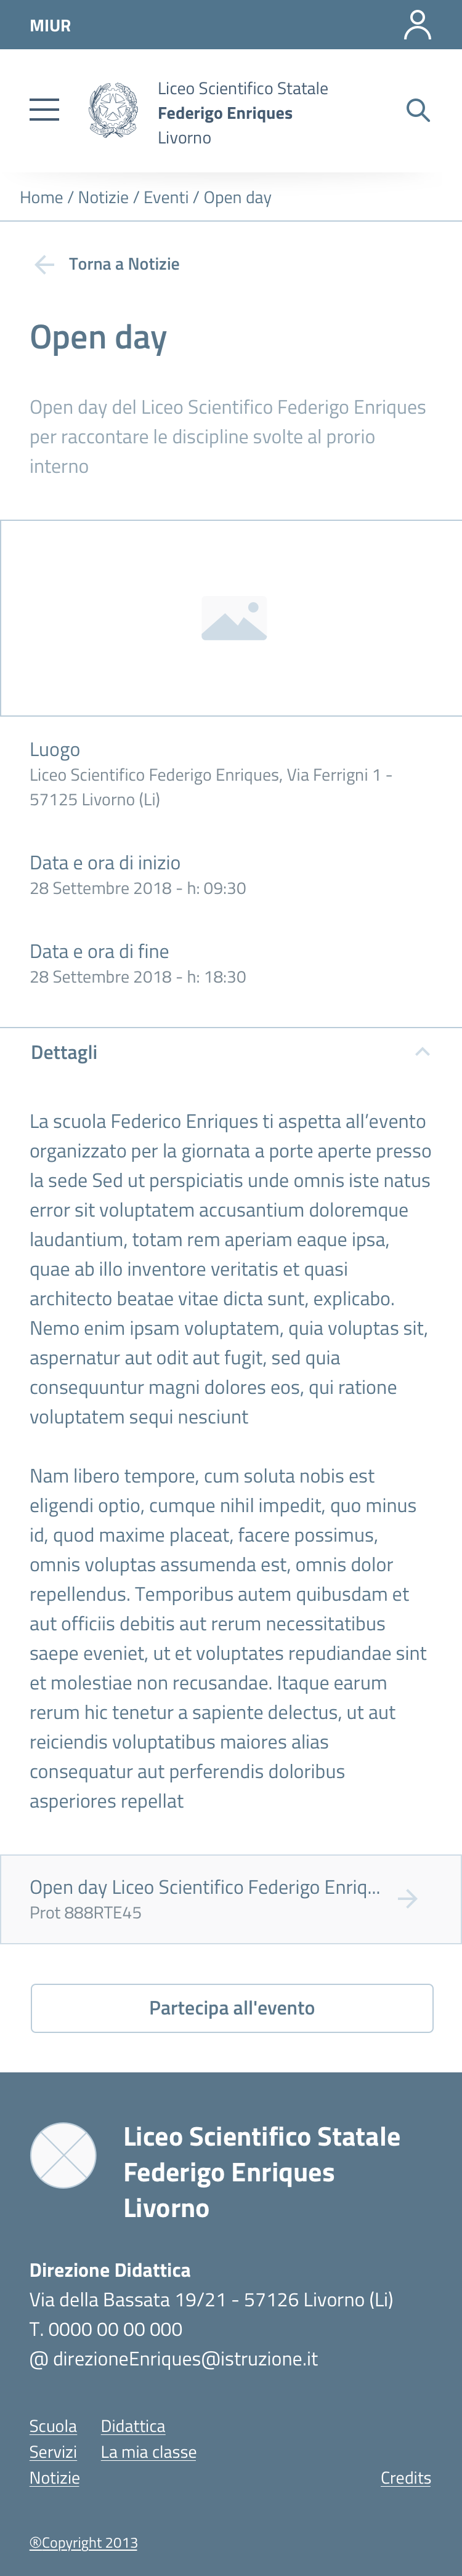 MIUR
Liceo Scientifico Statale
Federigo Enriques
Livorno
Home / Notizie / Eventi / Open day
Torna a Notizie
Open day
Open day del Liceo Scientifico Federigo Enriques
per raccontare le discipline svolte al prorio
interno
Luogo
Liceo Scientifico Federigo Enriques, Via Ferrigni 1 -
57125 Livorno (Li)
Data e ora di inizio
28 Settembre 2018 - h: 09:30
Data e ora di fine
28 Settembre 2018 - h: 18:30
Dettagli
La scuola Federico Enriques ti aspetta all’evento
organizzato per la giornata a porte aperte presso
la sede Sed ut perspiciatis unde omnis iste natus
error sit voluptatem accusantium doloremque
laudantium, totam rem aperiam eaque ipsa,
quae ab illo inventore veritatis et quasi
architecto beatae vitae dicta sunt, explicabo.
Nemo enim ipsam voluptatem, quia voluptas sit,
aspernatur aut odit aut fugit, sed quia
consequuntur magni dolores eos, qui ratione
voluptatem sequi nesciunt
Nam libero tempore, cum soluta nobis est
eligendi optio, cumque nihil impedit, quo minus
id, quod maxime placeat, facere possimus,
omnis voluptas assumenda est, omnis dolor
repellendus. Temporibus autem quibusdam et
aut officiis debitis aut rerum necessitatibus
saepe eveniet, ut et voluptates repudiandae sint
et molestiae non recusandae. Itaque earum
rerum hic tenetur a sapiente delectus, ut aut
reiciendis voluptatibus maiores alias
consequatur aut perferendis doloribus
asperiores repellat
Open day Liceo Scientifico Federigo Enriq...
Prot 888RTE45
Partecipa all'evento
Liceo Scientifico Statale
Federigo Enriques
Livorno
Direzione Didattica
Via della Bassata 19/21 - 57126 Livorno (Li)
T. 0000 00 00 000
@ direzioneEnriques@istruzione.it
Scuola Didattica
Servizi La mia classe
Notizie Credits
®Copyright 2013